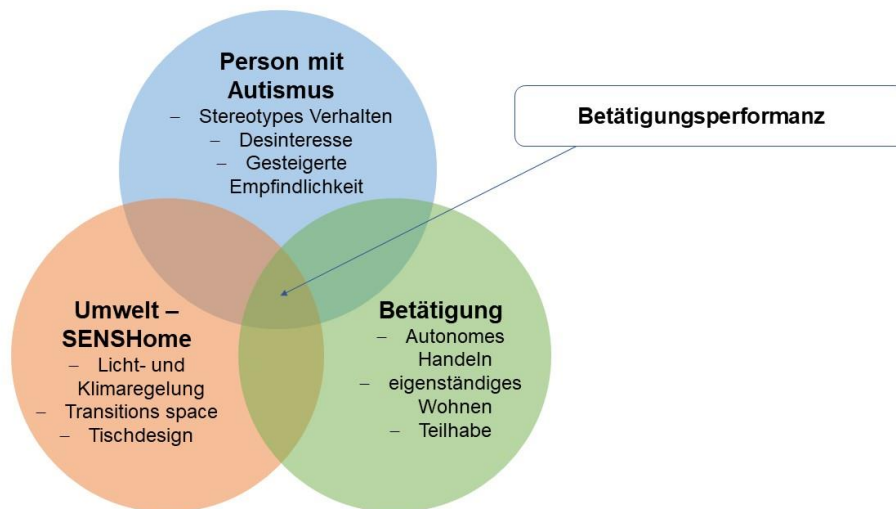 Person mit
Autismus
– Stereotypes Verhalten
– Desinteresse
– Gesteigerte
Empfindlichkeit
Betätigungsperformanz
Umwelt –
SENSHome
– Licht- und
Klimaregelung
– Transitions space
– Tischdesign
Betätigung
– Autonomes
Handeln
– eigenständiges
Wohnen
– Teilhabe